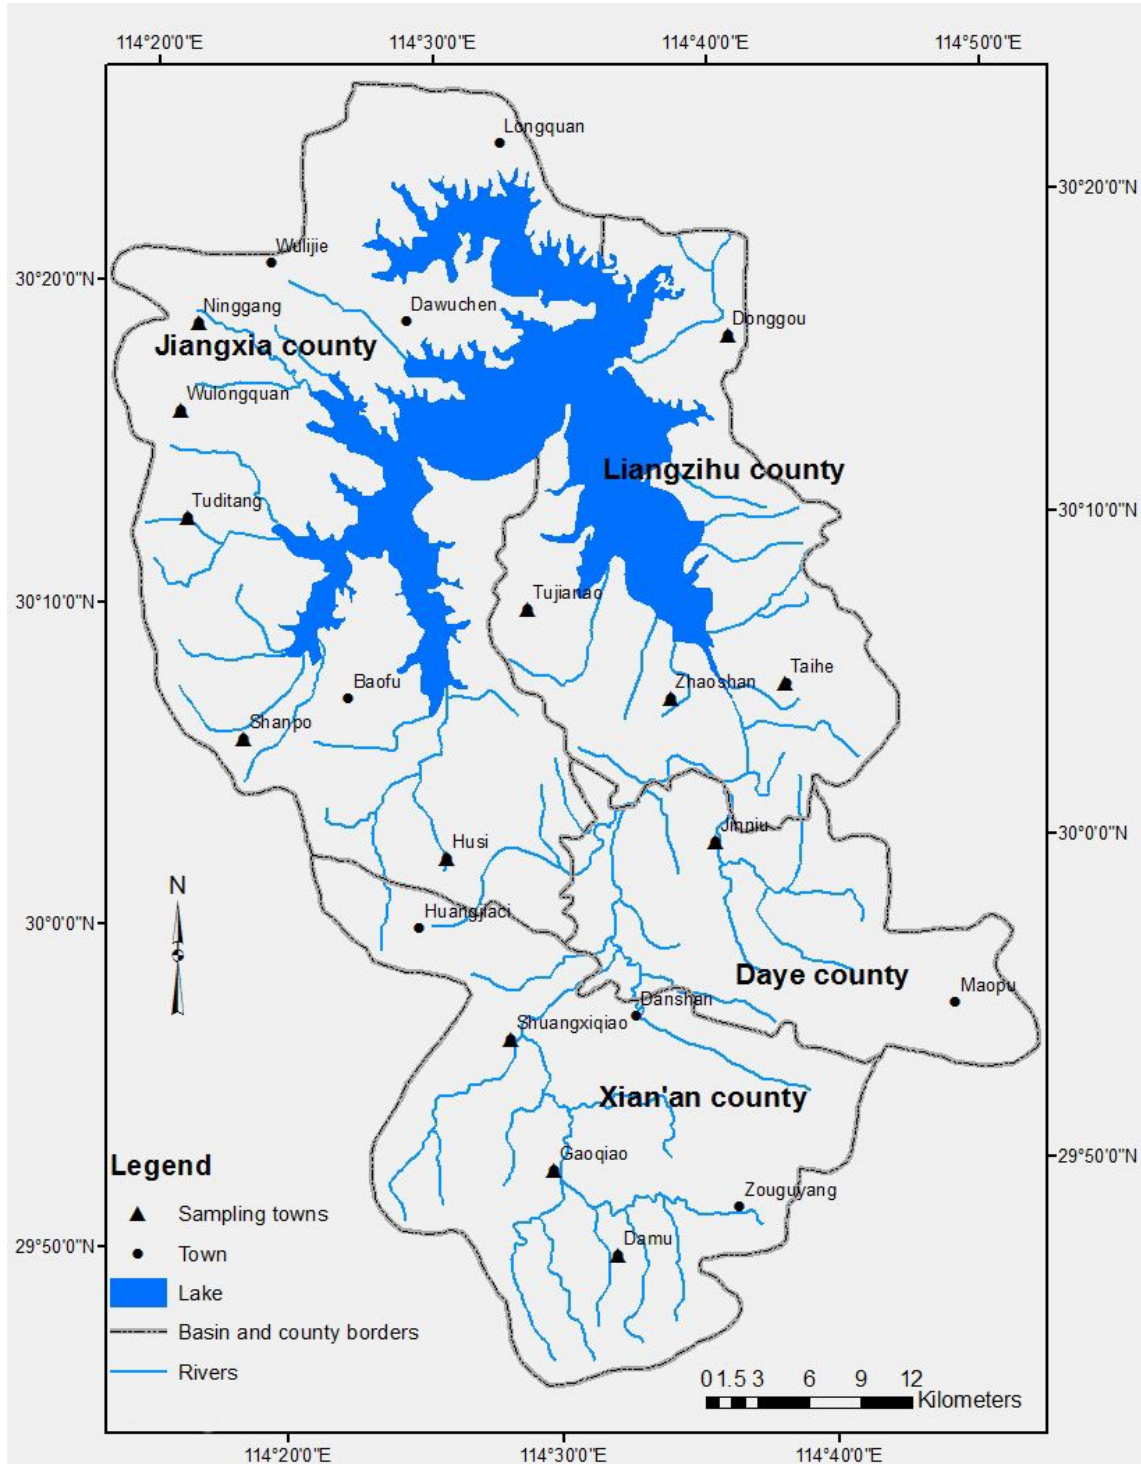 114°20'0"E
114°30'0"E
114°40'0"E
114°50'0"E
Longquan
30°20'0"N
Wulijie
30°20'0"N
Ninggang
Dawuchen
Donggou
Jiangxia county
Wulongquan
Liangzihu county
Tuditang
30°10'0"N
Tujianao
30°10'0"N
Taihe
Baofu
Zhaoshan
Shanpo
Jinniu
30°0'0"N
Husi
N
Huangjiaci
30°0'0"N
Daye county
Maopu
Danshan
Shuangxiqiao
Xian'an county
Gaoqiao
29°50'0"N
Legend
Zouguyang
Sampling towns
Damu
29°50'0"N
Town
Lake
Basin and county borders
Rivers
0 1.5 3 6 9 12
Kilometers
114°20'0"E
114°30'0"E
114°40'0"E